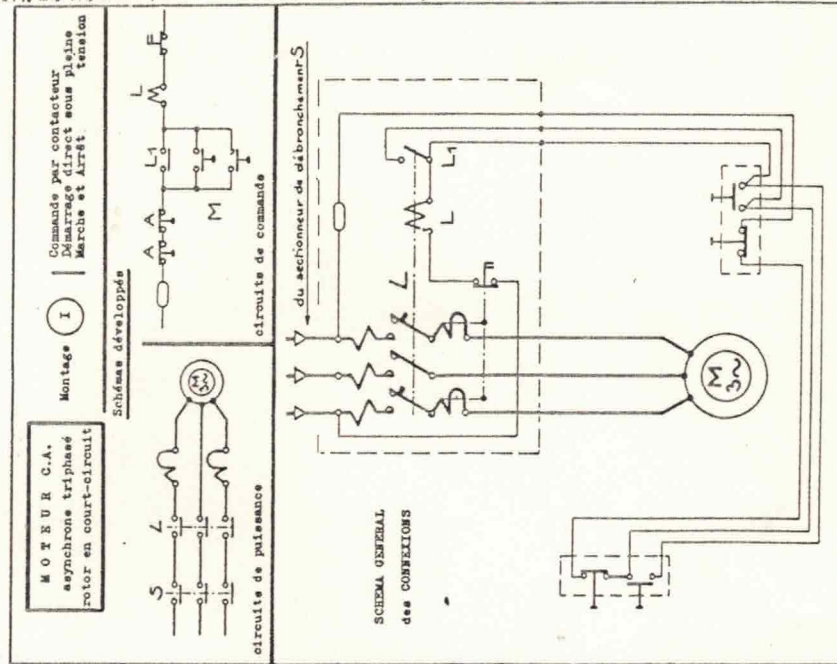 MOTEUR C.A.
asynchrone triphasé
rotor en court-circuit
Montage I
Commande par contacteur
Démarrage direct sous pleine
tension
Marche et Arrêt
Schémas développés
S
L
M
3~
circuits de puissance
A
A
L1
M
L
F
circuits de commande
SCHEMA GENERAL
des CONNEXIONS
du sectionneur de débranchement S
L
L
L1
F
M
3~